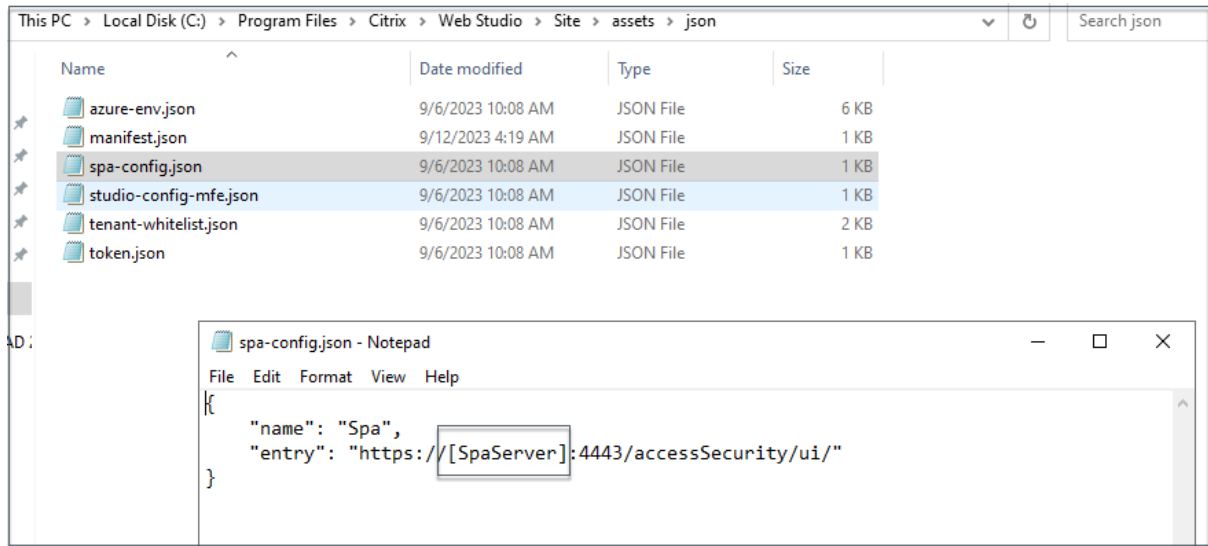 This PC > Local Disk (C:) > Program Files > Citrix > Web Studio > Site > assets > json
Search json
Name Date modified Type Size
azure-env.json 9/6/2023 10:08 AM JSON File 6 KB
manifest.json 9/12/2023 4:19 AM JSON File 1 KB
spa-config.json 9/6/2023 10:08 AM JSON File 1 KB
studio-config-mfe.json 9/6/2023 10:08 AM JSON File 1 KB
tenant-whitelist.json 9/6/2023 10:08 AM JSON File 2 KB
token.json 9/6/2023 10:08 AM JSON File 1 KB
spa-config.json - Notepad
File Edit Format View Help
{
"name": "Spa",
"entry": "https://[SpaServer]:4443/accessSecurity/ui/"
}